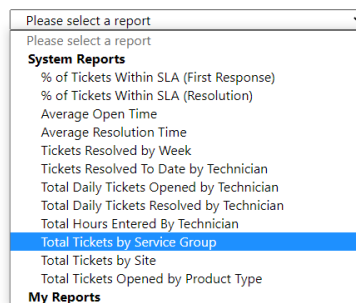 Please select a report
Please select a report
System Reports
% of Tickets Within SLA (First Response)
% of Tickets Within SLA (Resolution)
Average Open Time
Average Resolution Time
Tickets Resolved by Week
Tickets Resolved To Date by Technician
Total Daily Tickets Opened by Technician
Total Daily Tickets Resolved by Technician
Total Hours Entered By Technician
Total Tickets by Service Group
Total Tickets by Site
Total Tickets Opened by Product Type
My Reports